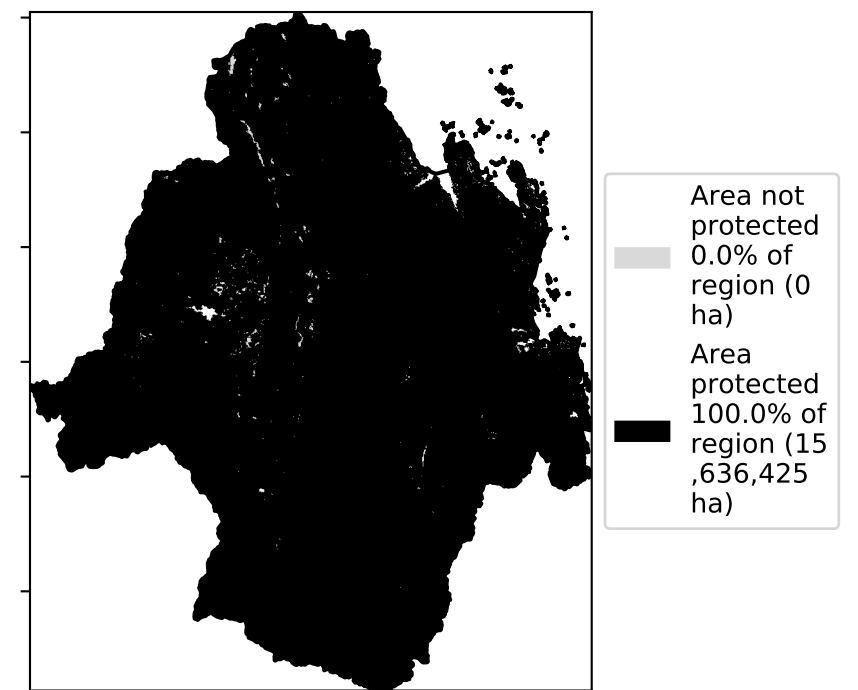 Area not
protected
0.0% of
region (0
ha)
Area
protected
100.0% of
region (15
,636,425
ha)